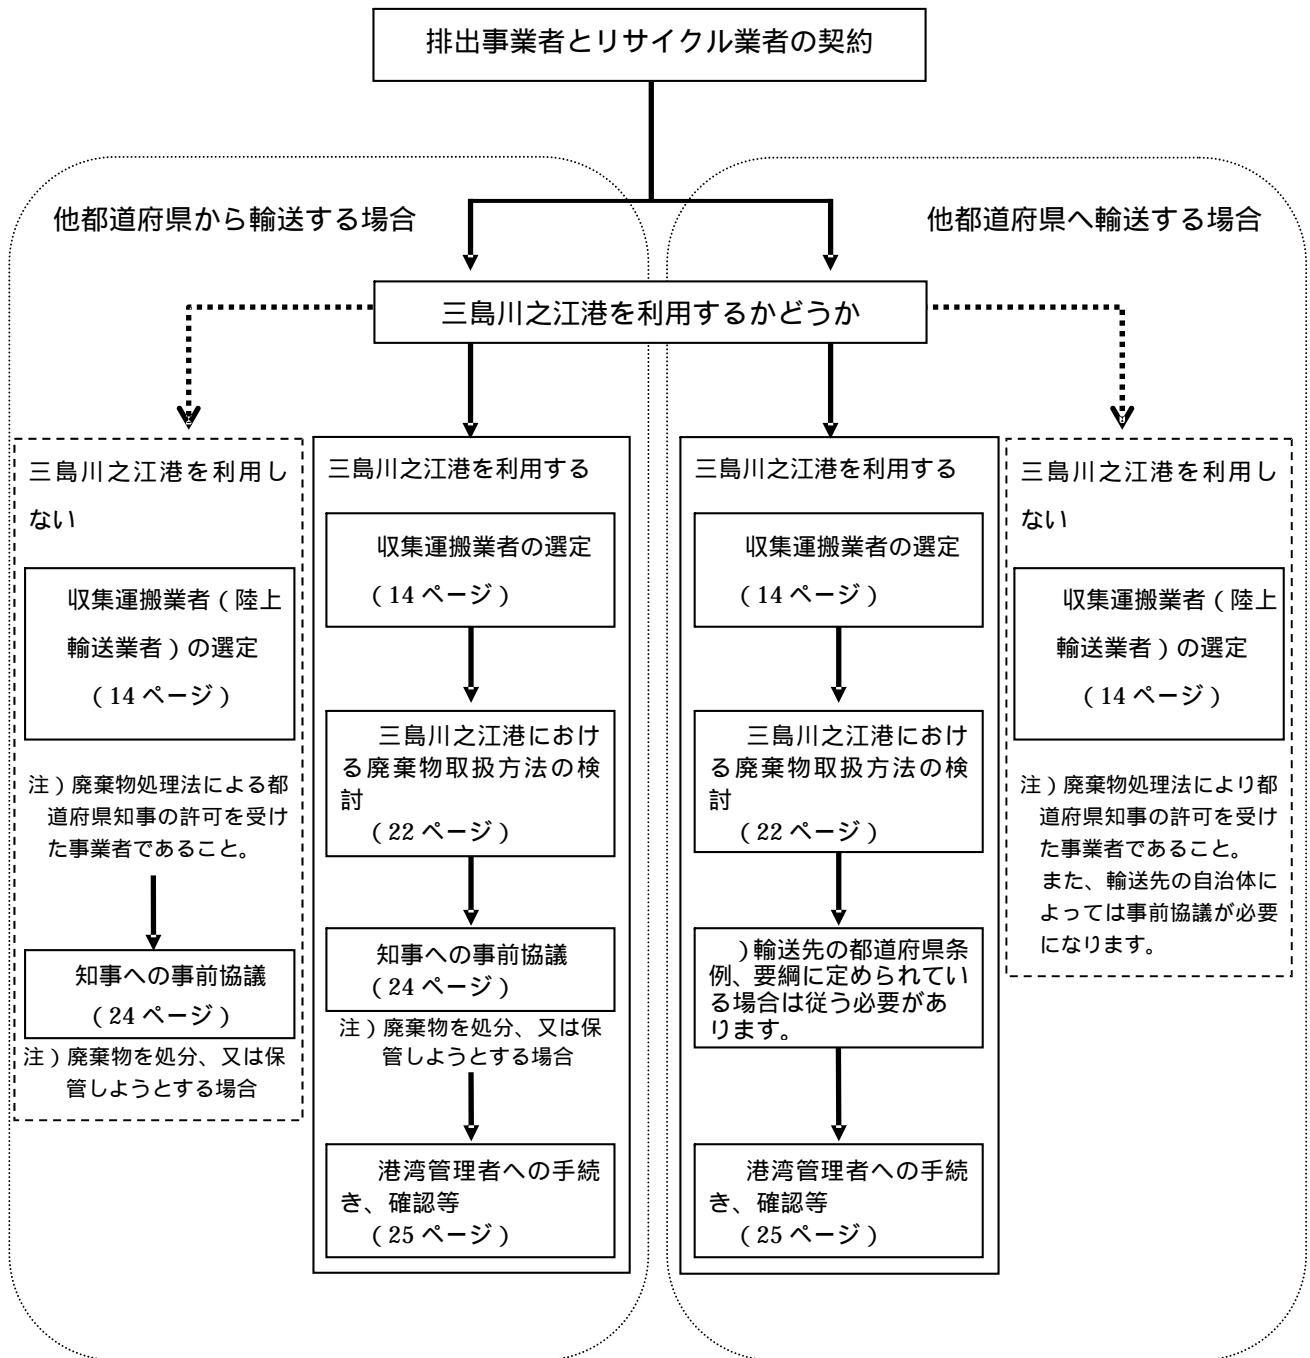 排出事業者とリサイクル業者の契約
他都道府県から輸送する場合
他都道府県へ輸送する場合
三島川之江港を利用するかどうか
三島川之江港を利用し
ない
収集運搬業者(陸上
輸送業者)の選定
(14 ページ)
注)廃棄物処理法による都
道府県知事の許可を受け
た事業者であること。
知事への事前協議
(24 ページ)
注)廃棄物を処分、又は保
管しようとする場合
三島川之江港を利用する
収集運搬業者の選定
(14 ページ)
三島川之江港におけ
る廃棄物取扱方法の検
討
(22 ページ)
知事への事前協議
(24 ページ)
注)廃棄物を処分、又は保
管しようとする場合
港湾管理者への手続
き、確認等
(25 ページ)
三島川之江港を利用する
収集運搬業者の選定
(14 ページ)
三島川之江港におけ
る廃棄物取扱方法の検
討
(22 ページ)
)輸送先の都道府県条
例、要綱に定められてい
る場合は従う必要があ
ります。
港湾管理者への手続
き、確認等
(25 ページ)
三島川之江港を利用し
ない
収集運搬業者(陸上
輸送業者)の選定
(14 ページ)
注)廃棄物処理法により都
道府県知事の許可を受け
た事業者であること。
また、輸送先の自治体に
よっては事前協議が必要
になります。